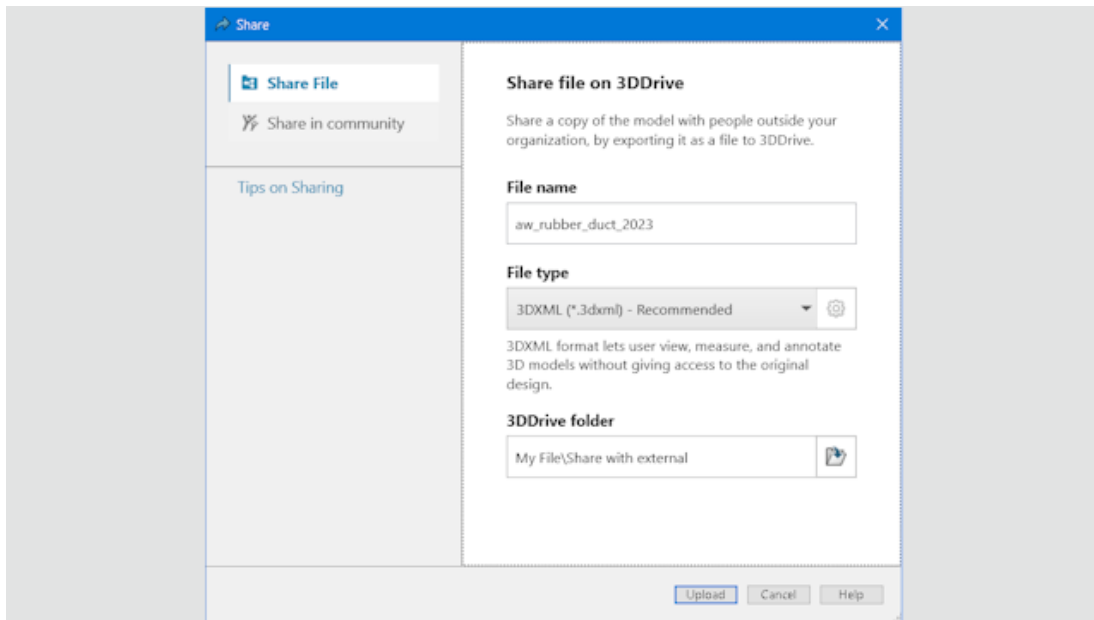 Share
Share File
Share in community
Tips on Sharing
Share file on 3DDrive
Share a copy of the model with people outside your
organization, by exporting it as a file to 3DDrive.
File name
aw_rubber_duct_2023
File type
3DXML (*.3dxml) - Recommended
3DXML format lets user view, measure, and annotate
3D models without giving access to the original
design.
3DDrive folder
My File\Share with external
Upload Cancel Help